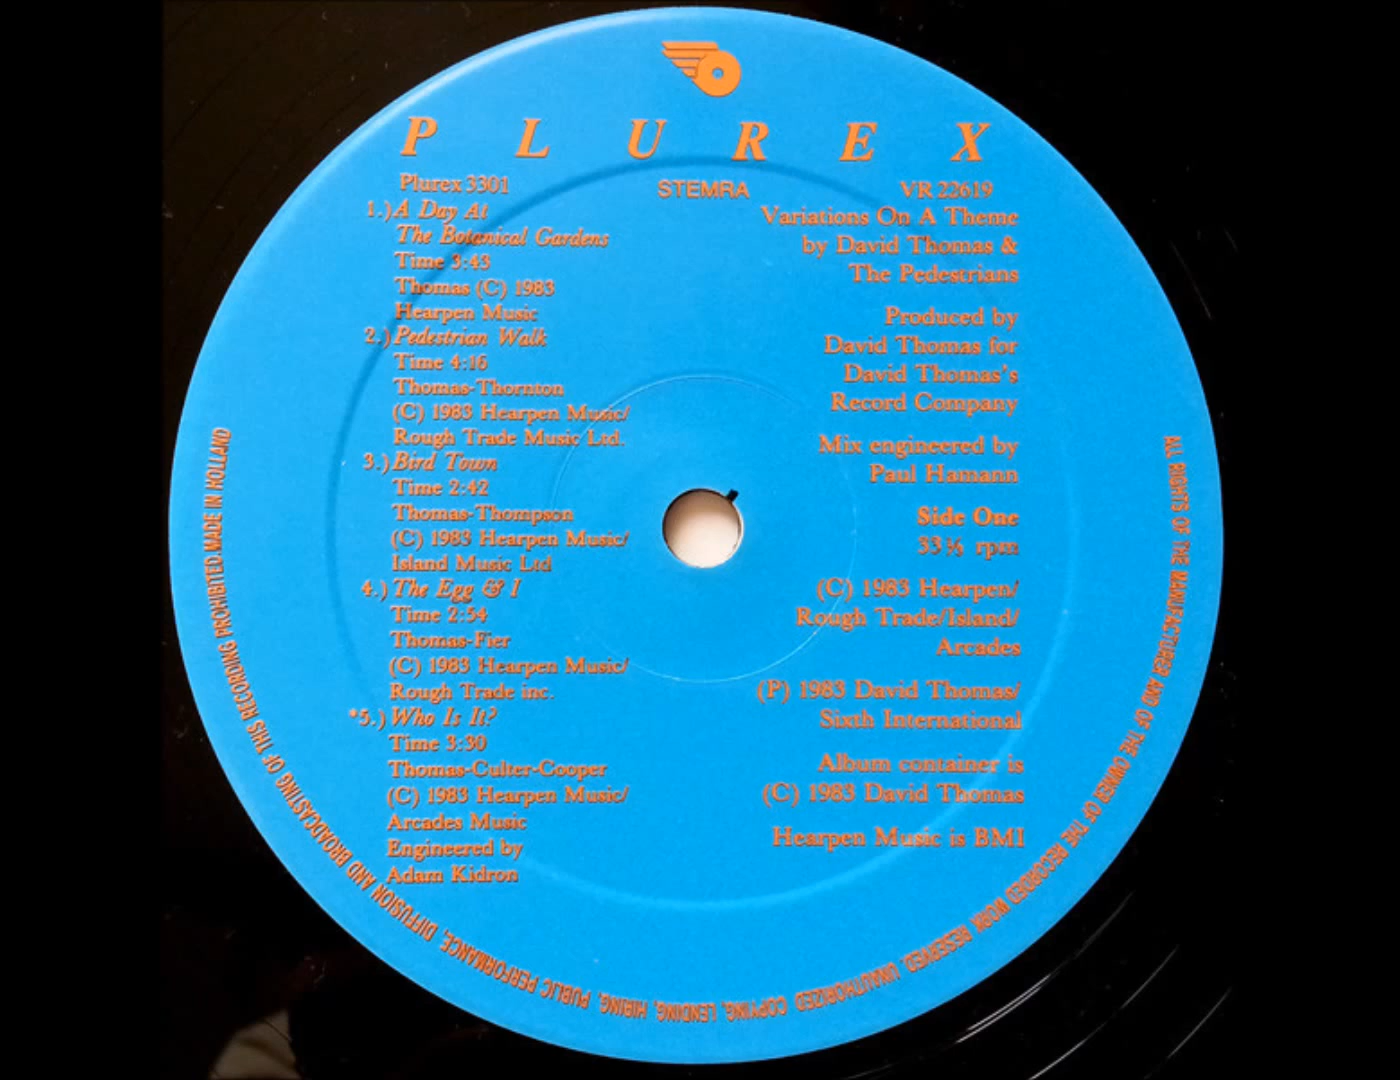 PLUREX
Plurex 3301
STEMRA
VR 22619
1.) A Day At
The Botanical Gardens
Time 3:43
Thomas (C) 1983
Hearpen Music
2.) Pedestrian Walk
Time 4:16
Thomas-Thornton
(C) 1983 Hearpen Music/
Rough Trade Music Ltd.
3.) Bird Town
Time 2:42
Thomas-Thompson
(C) 1983 Hearpen Music/
Island Music Ltd
4.) The Egg & I
Time 2:54
Thomas-Fier
(C) 1983 Hearpen Music/
Rough Trade inc.
*5.) Who Is It?
Time 3:30
Thomas-Culter-Cooper
(C) 1983 Hearpen Music/
Arcades Music
Engineered by
Adam Kidron
Variations On A Theme
by David Thomas &
The Pedestrians
Produced by
David Thomas for
David Thomas's
Record Company
Mix engineered by
Paul Hamann
Side One
33⅓ rpm
(C) 1983 Hearpen/
Rough Trade/Island/
Arcades
(P) 1983 David Thomas/
Sixth International
Album container is
(C) 1983 David Thomas
Hearpen Music is BMI
ALL RIGHTS OF THE MANUFACTURER AND OF THE OWNER OF THE RECORDED WORK RESERVED. UNAUTHORIZED COPYING, LENDING, HIRING, PUBLIC PERFORMANCE, DIFFUSION AND BROADCASTING OF THIS RECORDING PROHIBITED. MADE IN HOLLAND